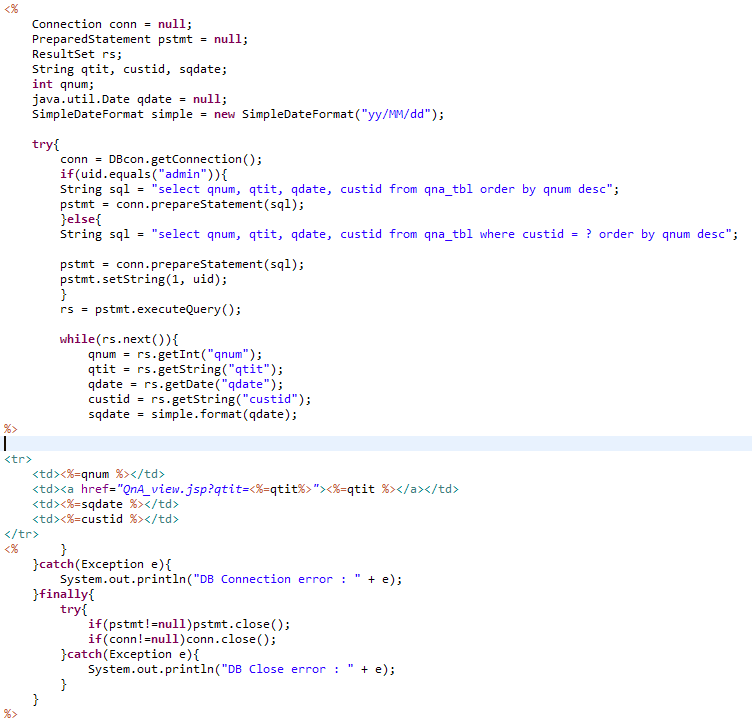 <%
    Connection conn = null;
    PreparedStatement pstmt = null;
    ResultSet rs;
    String qtit, custid, sqdate;
    int qnum;
    java.util.Date qdate = null;
    SimpleDateFormat simple = new SimpleDateFormat("yy/MM/dd");

    try{
        conn = DBcon.getConnection();
        if(uid.equals("admin")){
        String sql = "select qnum, qtit, qdate, custid from qna_tbl order by qnum desc";
        pstmt = conn.prepareStatement(sql);
        }else{
        String sql = "select qnum, qtit, qdate, custid from qna_tbl where custid = ? order by qnum desc";

        pstmt = conn.prepareStatement(sql);
        pstmt.setString(1, uid);
        }
        rs = pstmt.executeQuery();

        while(rs.next()){
            qnum = rs.getInt("qnum");
            qtit = rs.getString("qtit");
            qdate = rs.getDate("qdate");
            custid = rs.getString("custid");
            sqdate = simple.format(qdate);
%>

<tr>
    <td><%=qnum %></td>
    <td><a href="QnA_view.jsp?qtit=<%=qtit%>"><%=qtit %></a></td>
    <td><%=sqdate %></td>
    <td><%=custid %></td>
</tr>
<%      }
    }catch(Exception e){
        System.out.println("DB Connection error : " + e);
    }finally{
        try{
            if(pstmt!=null)pstmt.close();
            if(conn!=null)conn.close();
        }catch(Exception e){
            System.out.println("DB Close error : " + e);
        }
    }
%>